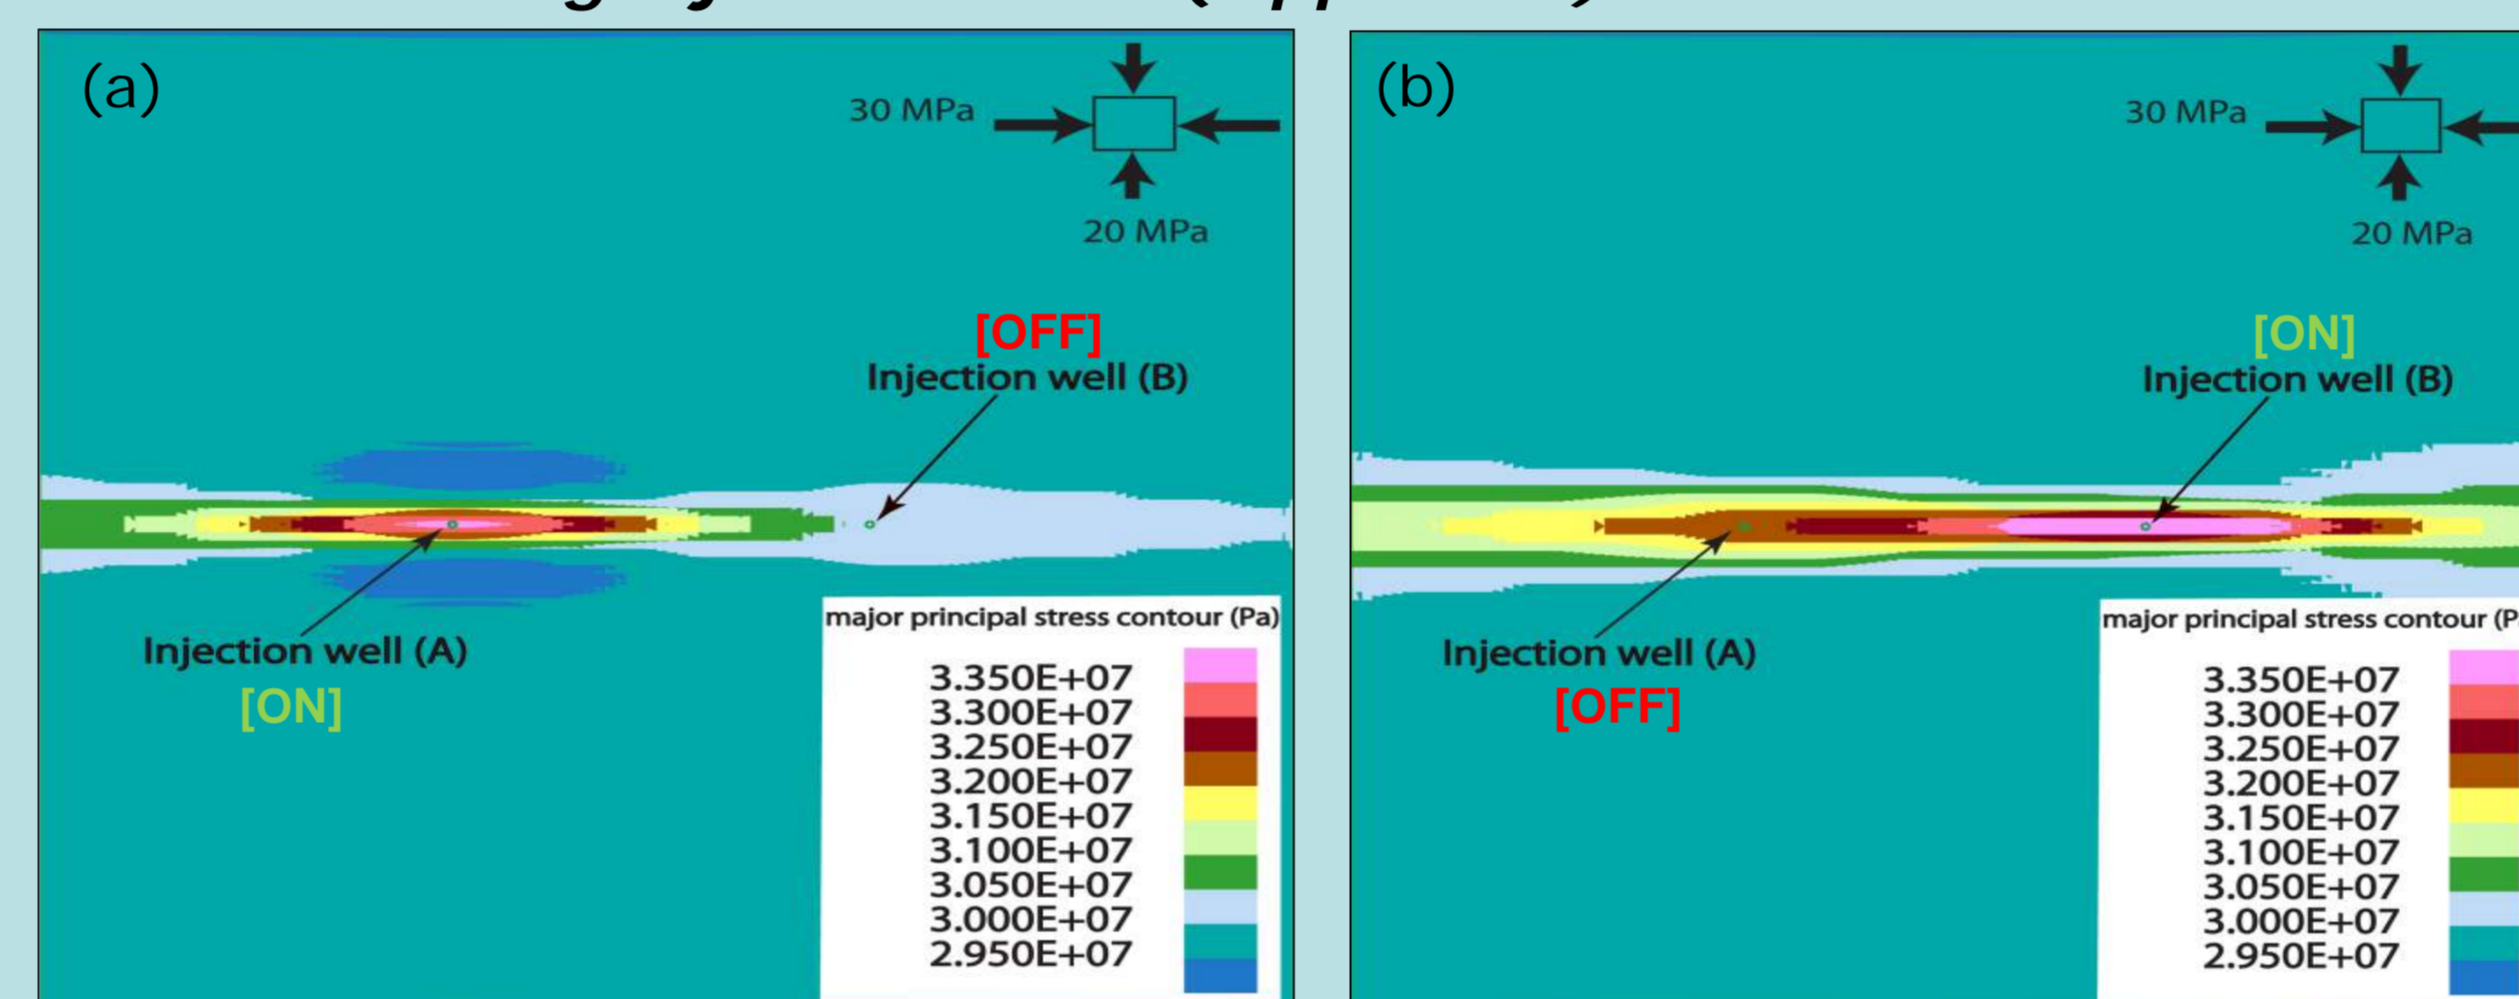 (a)
30 MPa
20 MPa
[OFF]
Injection well (B)
Injection well (A)
[ON]
major principal stress contour (Pa)
3.350E+07
3.300E+07
3.250E+07
3.200E+07
3.150E+07
3.100E+07
3.050E+07
3.000E+07
2.950E+07
(b)
30 MPa
20 MPa
[ON]
Injection well (B)
Injection well (A)
[OFF]
major principal stress contour (P
3.350E+07
3.300E+07
3.250E+07
3.200E+07
3.150E+07
3.100E+07
3.050E+07
3.000E+07
2.950E+07